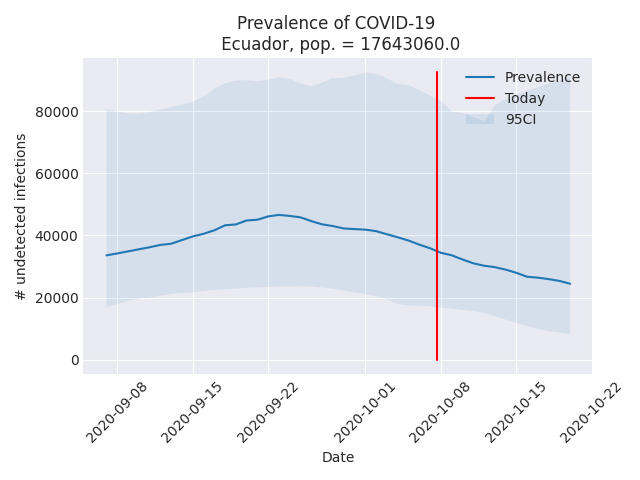 Prevalence of COVID-19
Ecuador, pop. = 17643060.0
Prevalence
Today
95CI
# undetected infections
80000
60000
40000
20000
0
2020-09-08
2020-09-15
2020-09-22
2020-10-01
2020-10-08
2020-10-15
2020-10-22
Date